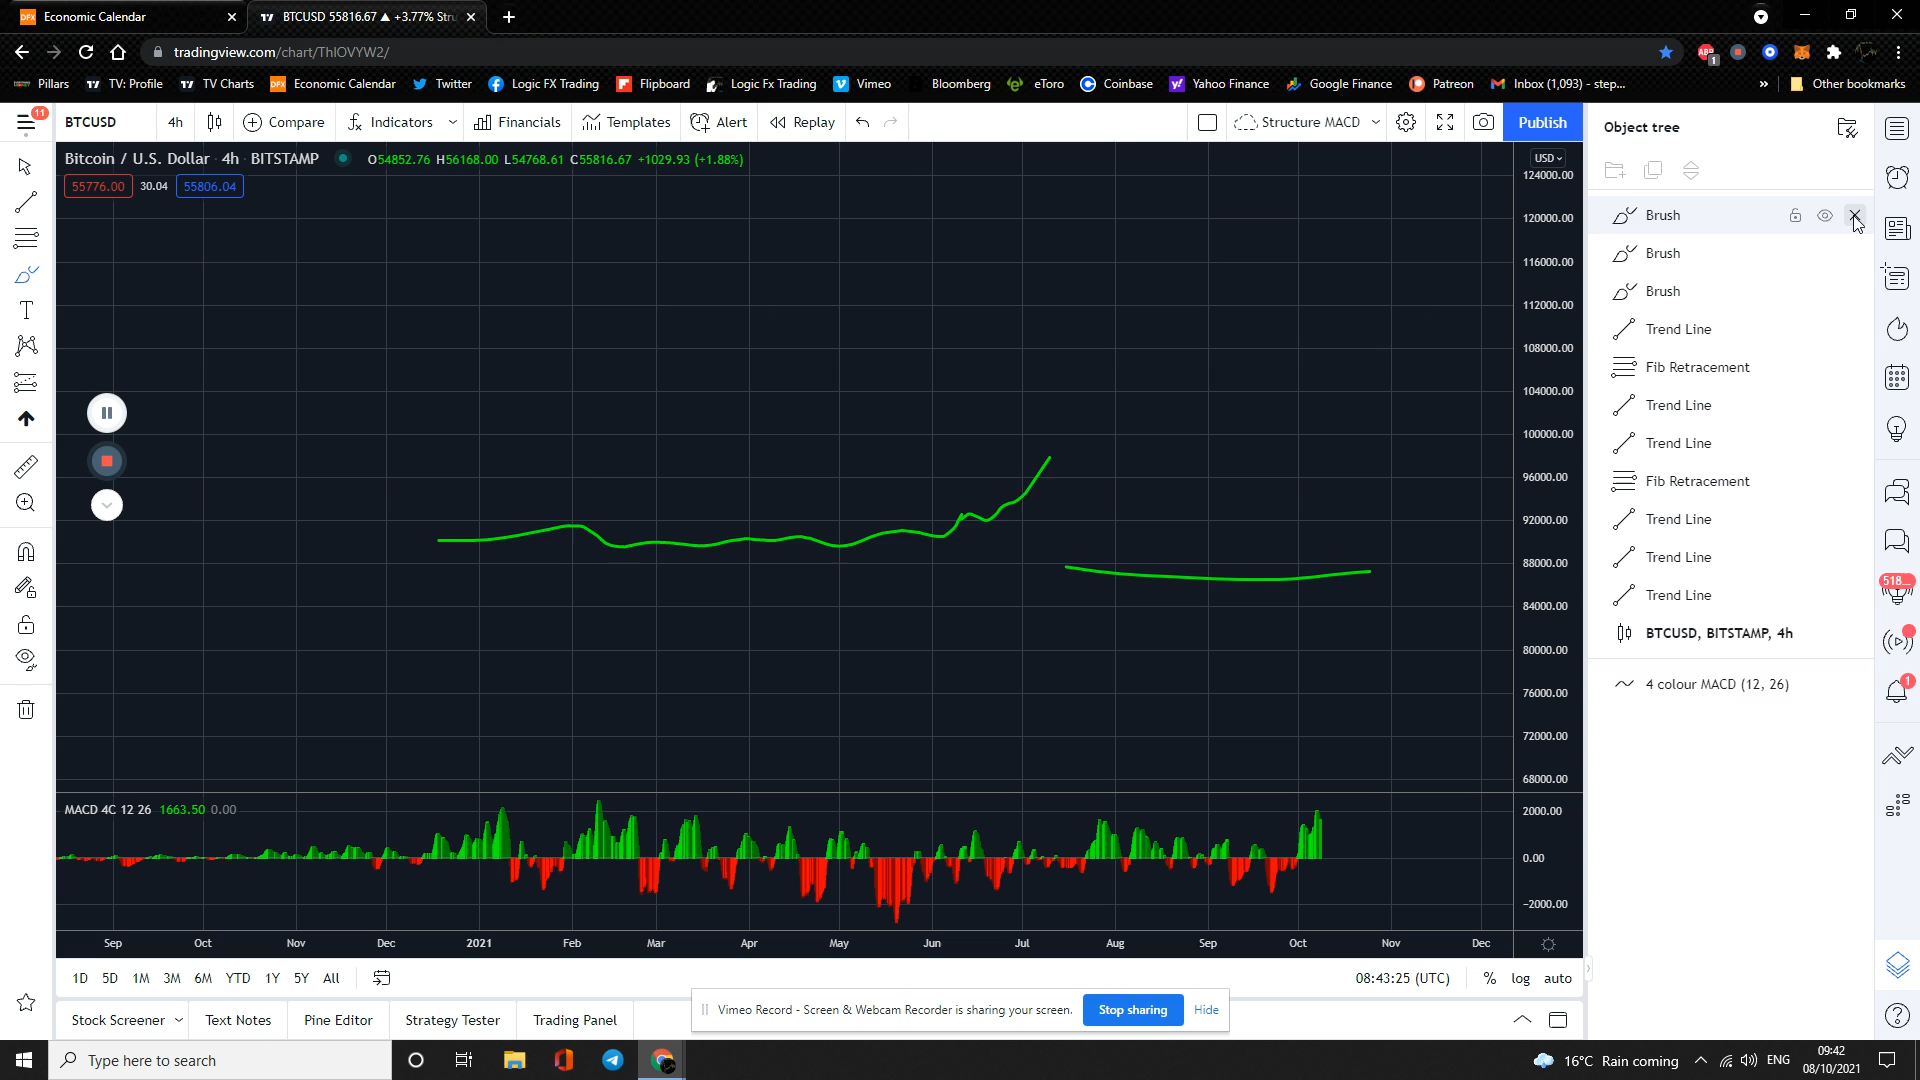 Economic Calendar
BTCUSD 55816.67 ▲ +3.77% Stru
tradingview.com/chart/ThIOVYW2/
ABP 1
Pillars TV: Profile TV Charts Economic Calendar Twitter Logic FX Trading Flipboard Logic Fx Trading Vimeo Bloomberg eToro Coinbase Yahoo Finance Google Finance Patreon Inbox (1,093) - step... » Other bookmarks
11 BTCUSD 4h Compare Indicators Financials Templates Alert Replay Structure MACD Publish
Object tree
Bitcoin / U.S. Dollar 4h BITSTAMP O54852.76 H56168.00 L54768.61 C55816.67 +1029.93 (+1.88%)
55776.00 30.04 55806.04
USD
124000.00
120000.00
116000.00
112000.00
108000.00
104000.00
100000.00
96000.00
92000.00
88000.00
84000.00
80000.00
76000.00
72000.00
68000.00
Brush
Brush
Brush
Trend Line
Fib Retracement
Trend Line
Trend Line
Fib Retracement
Trend Line
Trend Line
Trend Line
BTCUSD, BITSTAMP, 4h
4 colour MACD (12, 26)
518...
1
MACD 4C 12 26 1663.50 0.00
2000.00
0.00
-2000.00
Sep Oct Nov Dec 2021 Feb Mar Apr May Jun Jul Aug Sep Oct Nov Dec
1D 5D 1M 3M 6M YTD 1Y 5Y All
08:43:25 (UTC) % log auto
Stock Screener Text Notes Pine Editor Strategy Tester Trading Panel
Vimeo Record - Screen & Webcam Recorder is sharing your screen. Stop sharing Hide
Type here to search
16°C Rain coming ENG
09:42
08/10/2021